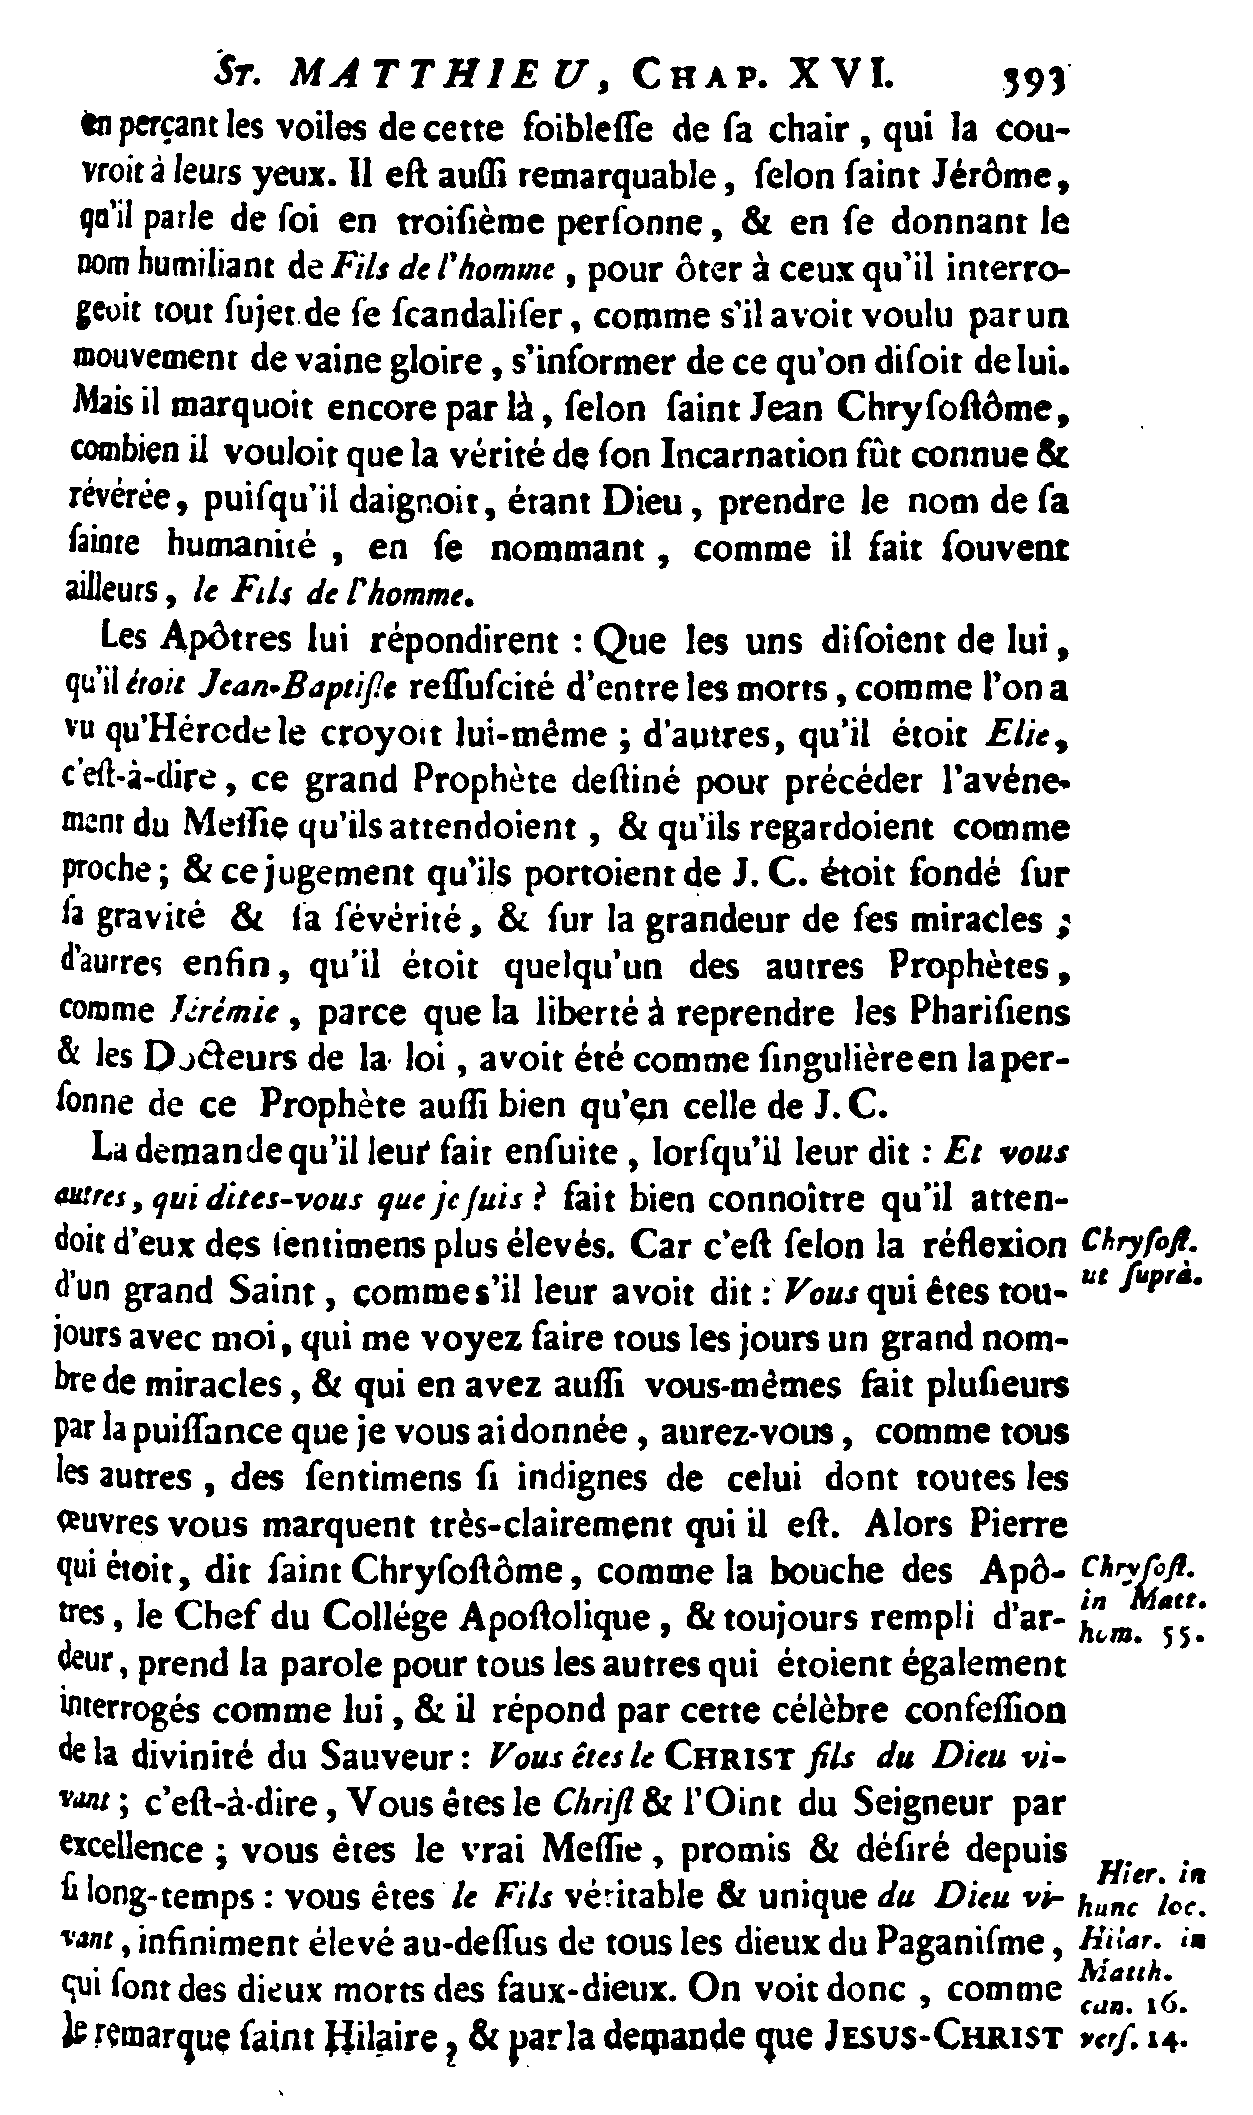 St. MATTHIEU, CHAP. XVI. 393
en perçant les voiles de cette foiblesse de sa chair, qui la cou-
vroit à leurs yeux. Il est aussi remarquable, selon saint Jérôme,
qu'il parle de soi en troisième personne, & en se donnant le
nom humiliant de Fils de l'homme, pour ôter à ceux qu'il interro-
geoit tout sujet de se scandaliser, comme s'il avoit voulu par un
mouvement de vaine gloire, s'informer de ce qu'on disoit de lui.
Mais il marquoit encore par là, selon saint Jean Chrysostôme,
combien il vouloit que la vérité de son Incarnation fût connue &
révérée, puisqu'il daignoit, étant Dieu, prendre le nom de sa
sainte humanité, en se nommant, comme il fait souvent
ailleurs, le Fils de l'homme.
Les Apôtres lui répondirent : Que les uns disoient de lui,
qu'il étoit Jean-Baptiste ressuscité d'entre les morts, comme l'on a
vu qu'Hérode le croyoit lui-même ; d'autres, qu'il étoit Elie,
c'est-à-dire, ce grand Prophète destiné pour précéder l'avéne-
ment du Messie qu'ils attendoient, & qu'ils regardoient comme
proche ; & ce jugement qu'ils portoient de J. C. étoit fondé sur
sa gravité & sa sévérité, & sur la grandeur de ses miracles ;
d'autres enfin, qu'il étoit quelqu'un des autres Prophètes,
comme Jérémie, parce que la liberté à reprendre les Pharisiens
& les Docteurs de la loi, avoit été comme singulière en la per-
sonne de ce Prophète aussi bien qu'en celle de J. C.
La demande qu'il leur fait ensuite, lorsqu'il leur dit : Et vous
autres, qui dites-vous que je suis ? fait bien connoître qu'il atten-
doit d'eux des sentimens plus élevés. Car c'est selon la réflexion
Chrysost.
d'un grand Saint, comme s'il leur avoit dit : Vous qui êtes tou-
ut suprà.
jours avec moi, qui me voyez faire tous les jours un grand nom-
bre de miracles, & qui en avez aussi vous-mêmes fait plusieurs
par la puissance que je vous ai donnée, aurez-vous, comme tous
les autres, des sentimens si indignes de celui dont toutes les
œuvres vous marquent très-clairement qui il est. Alors Pierre
qui étoit, dit saint Chrysostôme, comme la bouche des Apô-
Chrysost.
tres, le Chef du Collége Apostolique, & toujours rempli d'ar-
in Matt.
hom. 55.
deur, prend la parole pour tous les autres qui étoient également
interrogés comme lui, & il répond par cette célèbre confession
de la divinité du Sauveur : Vous êtes le CHRIST fils du Dieu vi-
vant ; c'est-à-dire, Vous êtes le Christ & l'Oint du Seigneur par
excellence ; vous êtes le vrai Messie, promis & désiré depuis
Hier. in
si long-temps : vous êtes le Fils véritable & unique du Dieu vi-
hunc loc.
vant, infiniment élevé au-dessus de tous les dieux du Paganisme,
Hilar. in
Matth.
qui sont des dieux morts des faux-dieux. On voit donc, comme
can. 16.
le remarque saint Hilaire, & par la demande que JESUS-CHRIST
vers. 14.